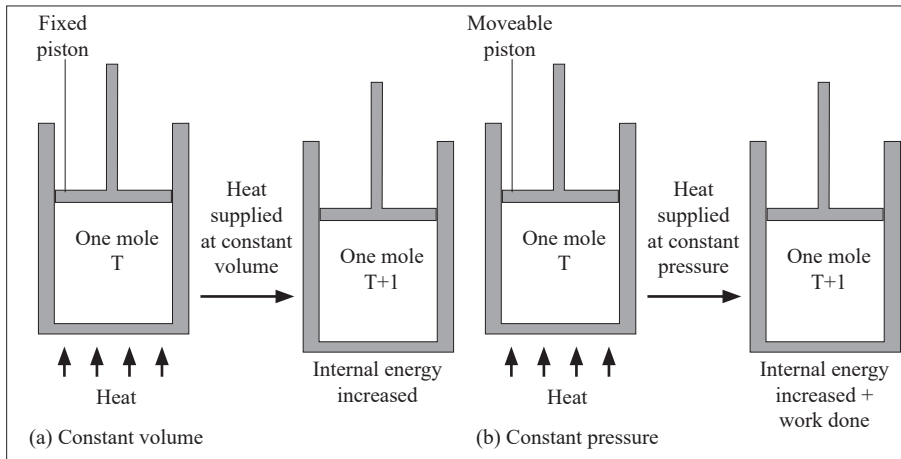 Fixed
piston
One mole
T
Heat
supplied
at constant
volume
One mole
T+1
Heat
Internal energy
increased
(a) Constant volume
Moveable
piston
One mole
T
Heat
supplied
at constant
pressure
One mole
T+1
Heat
Internal energy
increased +
work done
(b) Constant pressure